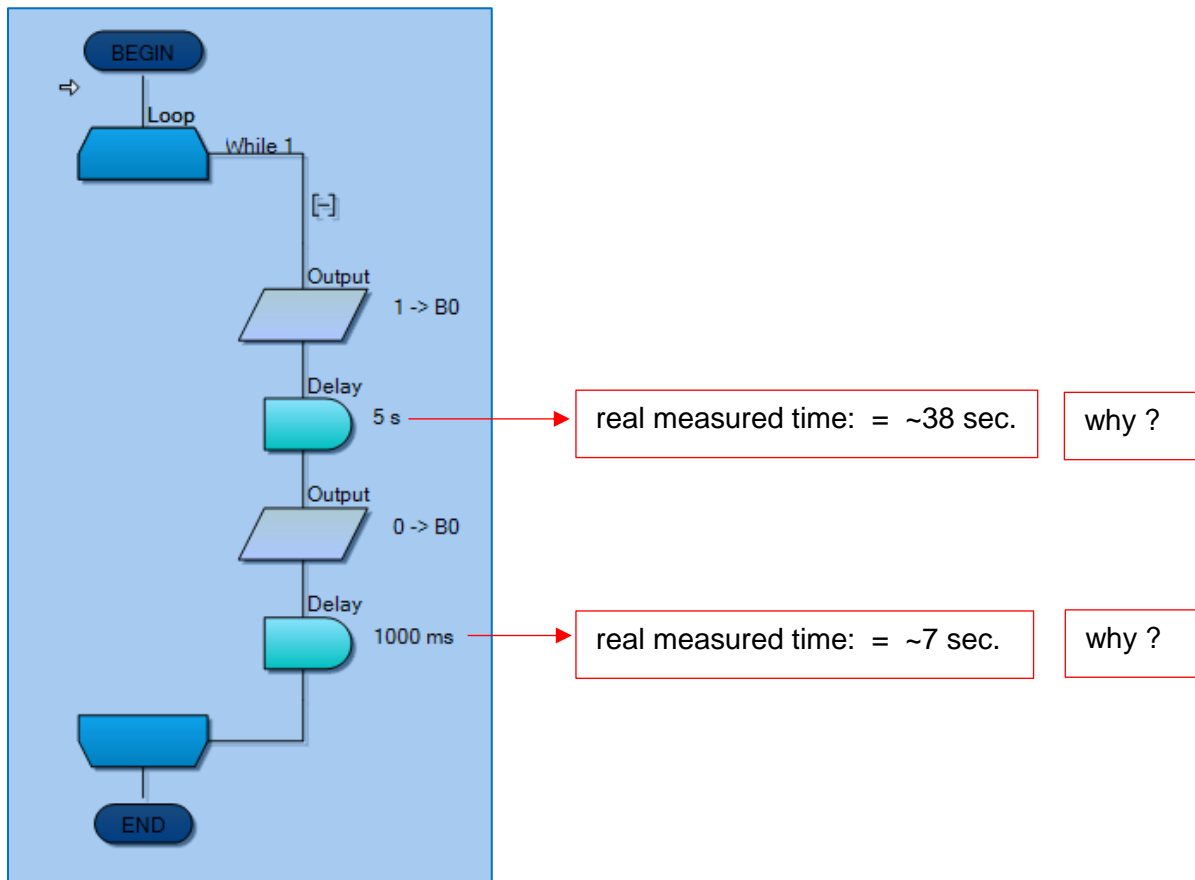 BEGIN
Loop
While 1
[-]
Output
1 -> B0
Delay
5 s
real measured time: = ~38 sec.
why ?
Output
0 -> B0
Delay
1000 ms
real measured time: = ~7 sec.
why ?
END